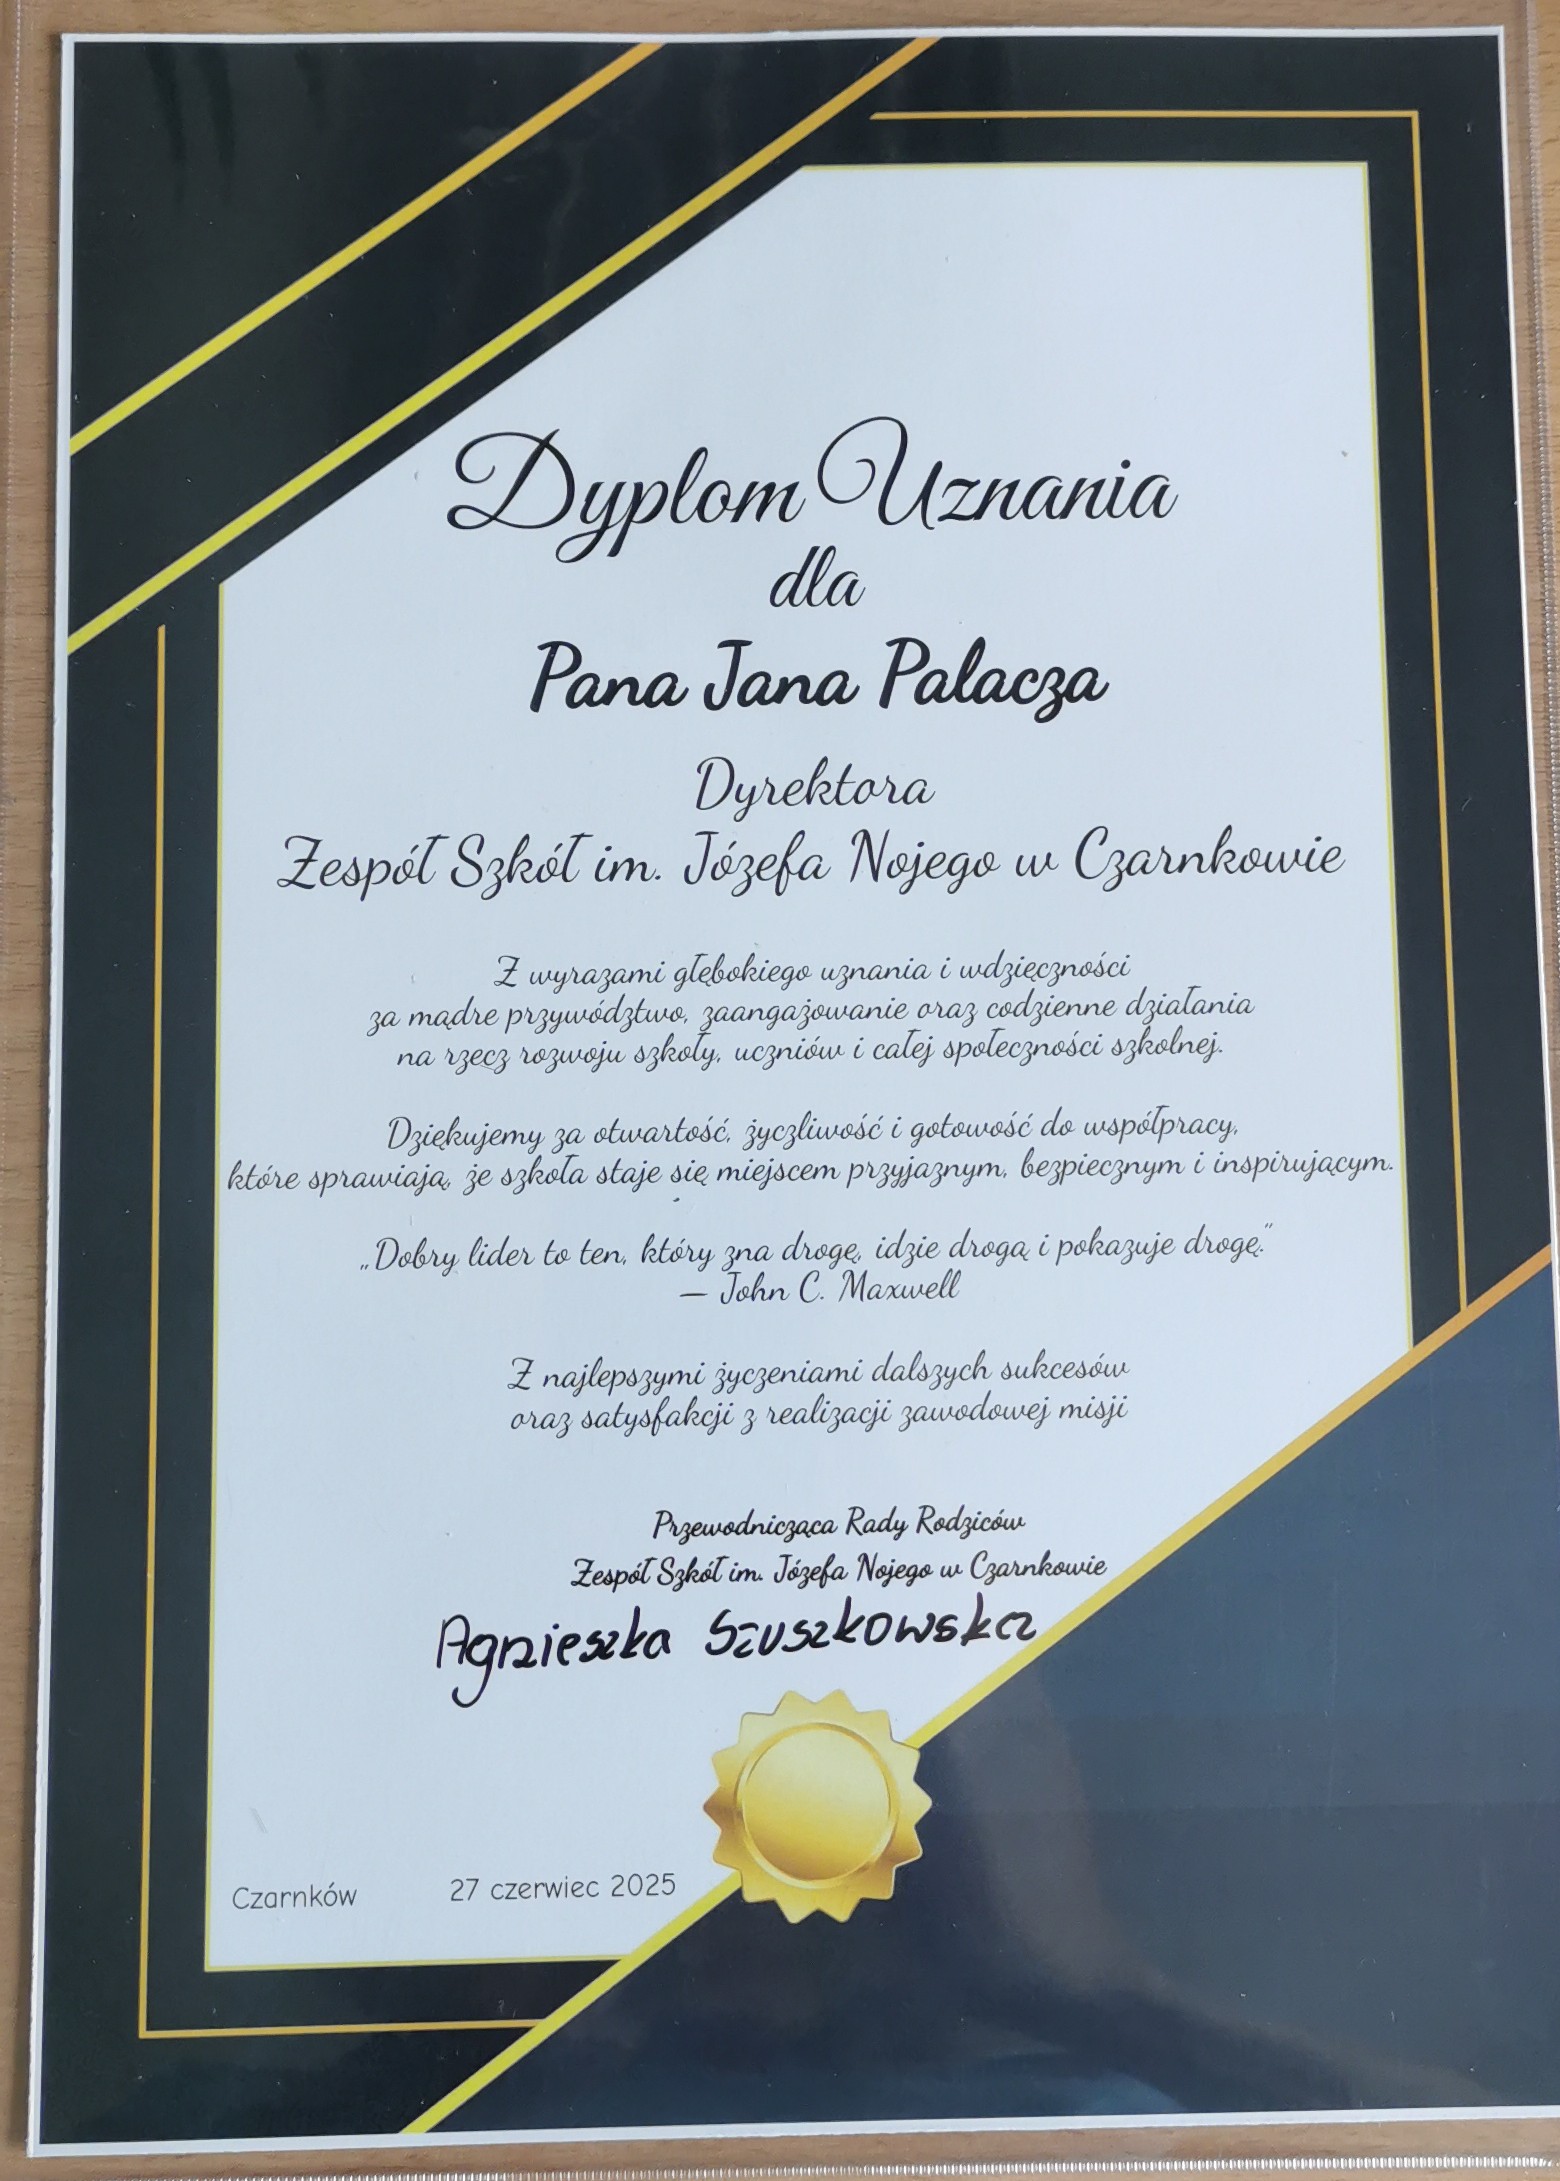 Dyplom Uznania
dla
Pana Jana Palacza
Dyrektora
Zespół Szkół im. Józefa Nojego w Czarnkowie
Z wyrazami głębokiego uznania i wdzięczności
za mądre przywództwo, zaangażowanie oraz codzienne działania
na rzecz rozwoju szkoły, uczniów i całej społeczności szkolnej.
Dziękujemy za otwartość, życzliwość i gotowość do współpracy,
które sprawiają, że szkoła staje się miejscem przyjaznym, bezpiecznym i inspirującym.
„Dobry lider to ten, który zna drogę, idzie drogą i pokazuje drogę.”
— John C. Maxwell
Z najlepszymi życzeniami dalszych sukcesów
oraz satysfakcji z realizacji zawodowej misji
Przewodnicząca Rady Rodziców
Zespół Szkół im. Józefa Nojego w Czarnkowie
Agnieszka Szuszkowska
Czarnków 27 czerwiec 2025